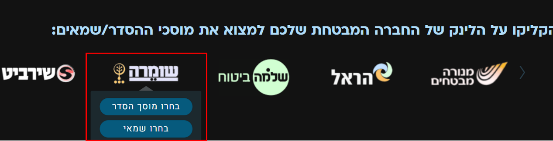 הקליקו על הלינק של החברה המבטחת שלכם למצוא את מוסכי ההסדר/שמאים:
מנורה
מבטחים
הראל
שלמה ביטוח
שומרה
שירביט
בחרו מוסך הסדר
בחרו שמאי